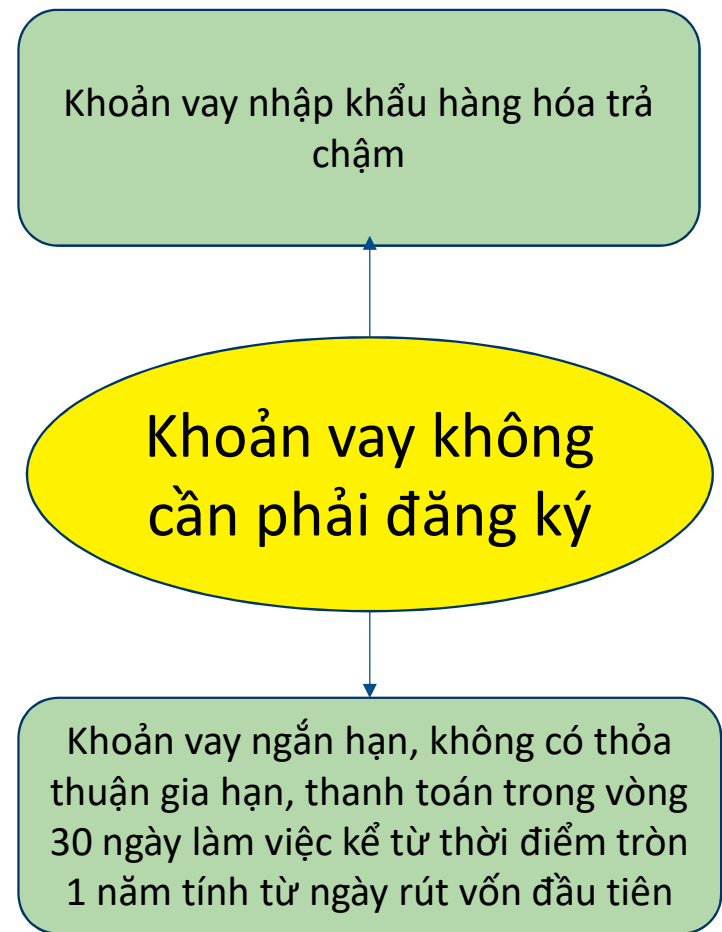 Khoản vay nhập khẩu hàng hóa trả
chậm
Khoản vay không
cần phải đăng ký
Khoản vay ngắn hạn, không có thỏa
thuận gia hạn, thanh toán trong vòng
30 ngày làm việc kể từ thời điểm tròn
1 năm tính từ ngày rút vốn đầu tiên